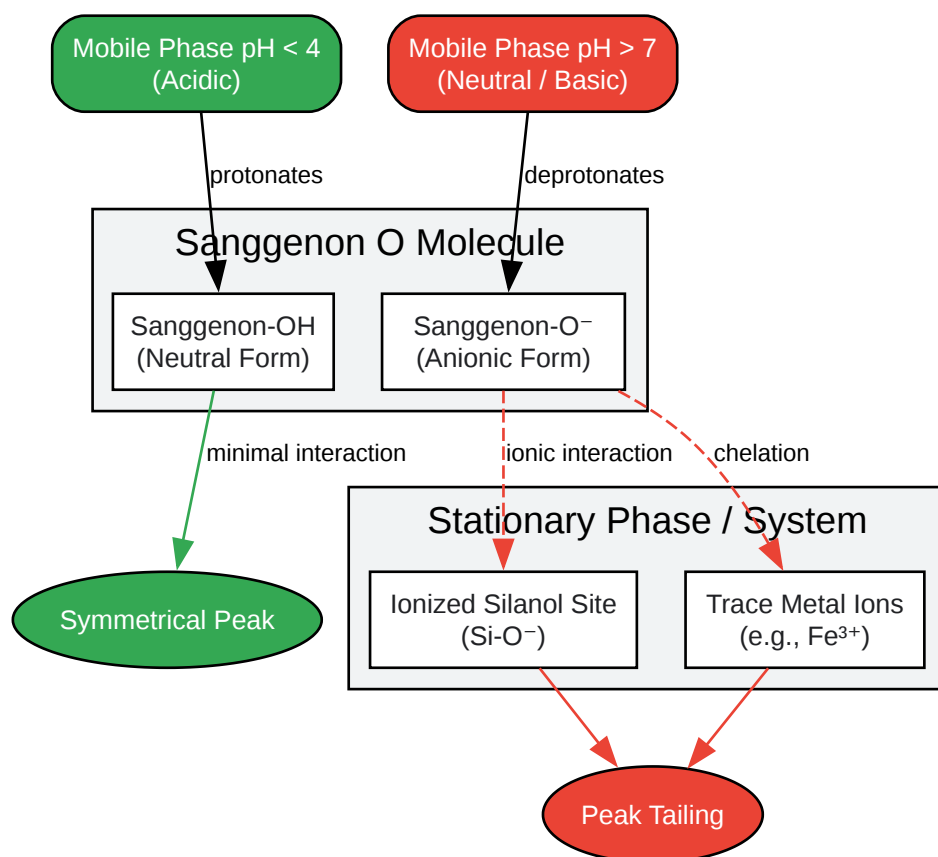 Mobile Phase pH < 4
(Acidic)
Mobile Phase pH > 7
(Neutral / Basic)
protonates
deprotonates
Sanggenon O Molecule
Sanggenon-OH
(Neutral Form)
Sanggenon-O⁻
(Anionic Form)
minimal interaction
ionic interaction
chelation
Stationary Phase / System
Symmetrical Peak
Ionized Silanol Site
(Si-O⁻)
Trace Metal Ions
(e.g., Fe³⁺)
Peak Tailing